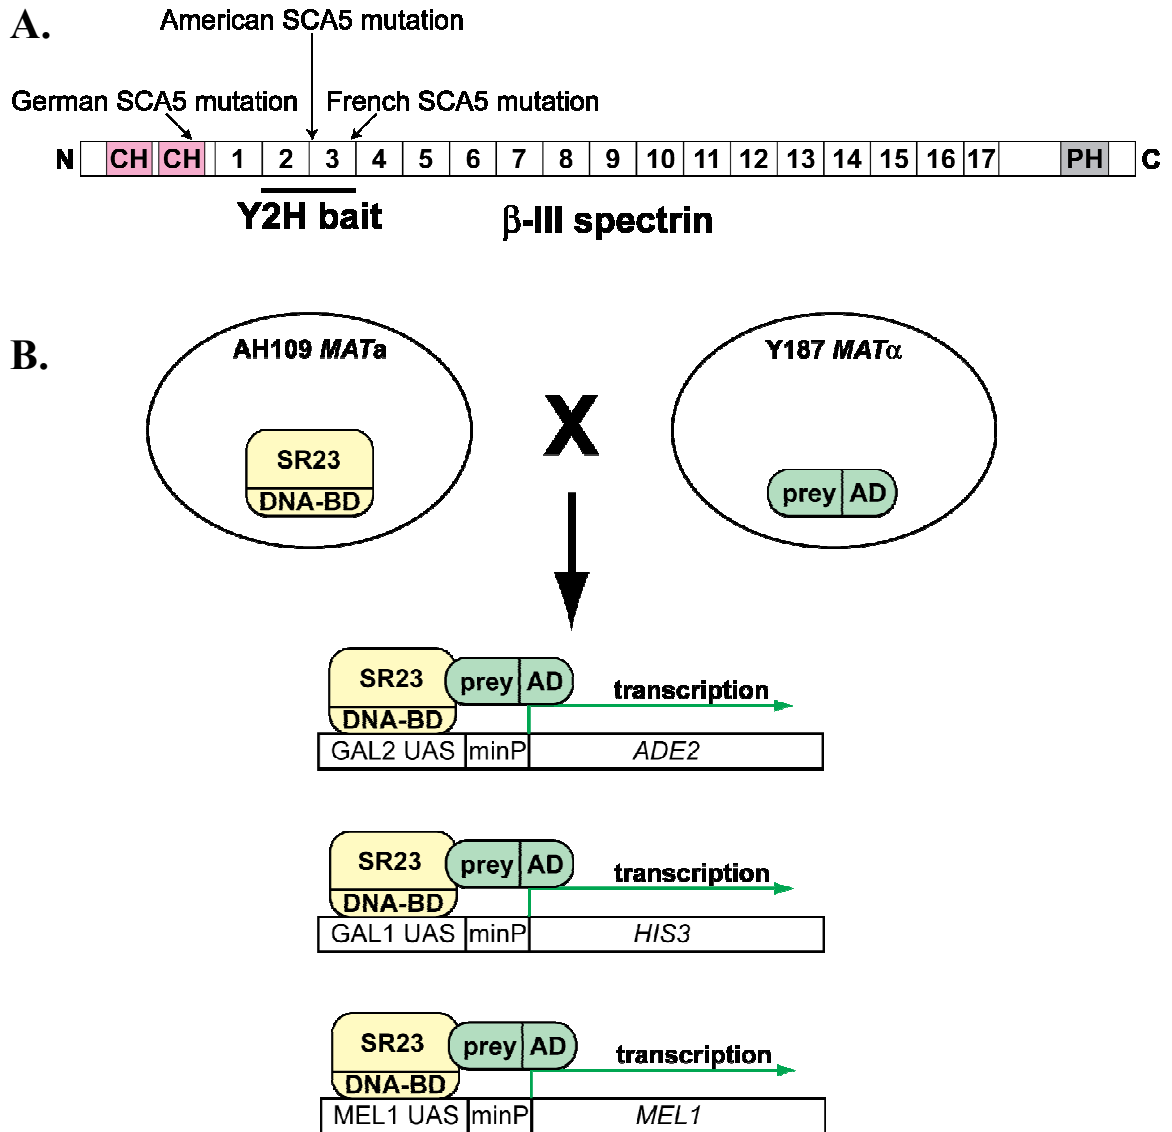 A.
American SCA5 mutation
German SCA5 mutation French SCA5 mutation
N CH CH 1 2 3 4 5 6 7 8 9 10 11 12 13 14 15 16 17 PH C
Y2H bait β-III spectrin
B.
AH109 MATa X Y187 MATα
SR23
DNA-BD prey AD
SR23 prey AD transcription
DNA-BD
GAL2 UAS minP ADE2
SR23 prey AD transcription
DNA-BD
GAL1 UAS minP HIS3
SR23 prey AD transcription
DNA-BD
MEL1 UAS minP MEL1